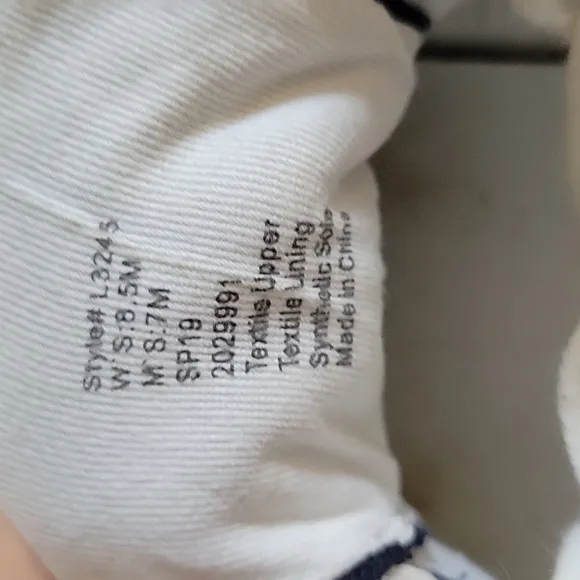 Style# L3245
W'S:8.5M
M'S.7M
SP19
2029991
Textile Upper
Textile Lining
Synthetic Sole
Made in China